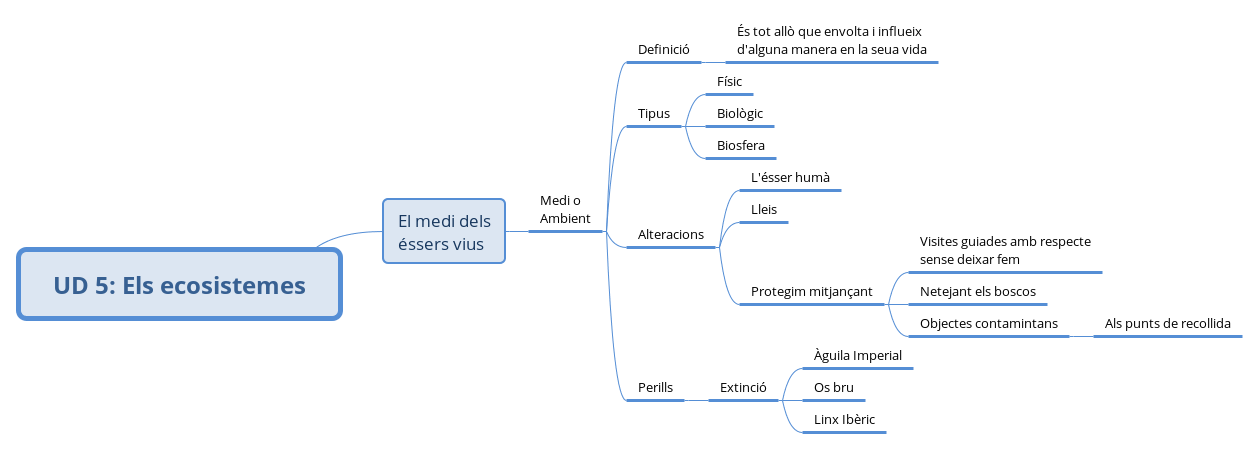 UD 5: Els ecosistemes
El medi dels
éssers vius
Medi o
Ambient
Definició
És tot allò que envolta i influeix
d'alguna manera en la seua vida
Tipus
Físic
Biològic
Biosfera
Alteracions
L'ésser humà
Lleis
Protegim mitjançant
Visites guiades amb respecte
sense deixar fem
Netejant els boscos
Objectes contamintans
Als punts de recollida
Perills
Extinció
Àguila Imperial
Os bru
Linx Ibèric